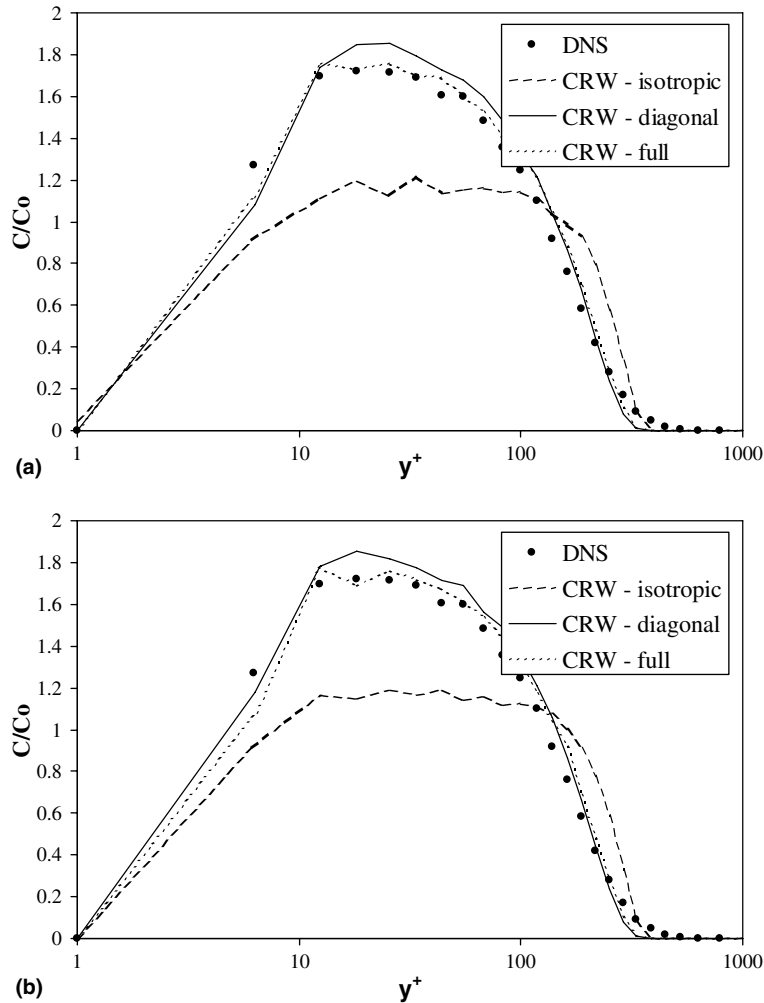 2
1.8
1.6
1.4
1.2
1
0.8
0.6
0.4
0.2
0
C/Co
DNS
CRW - isotropic
CRW - diagonal
CRW - full
1 10 100 1000
(a) y+
2
1.8
1.6
1.4
1.2
1
0.8
0.6
0.4
0.2
0
C/Co
DNS
CRW - isotropic
CRW - diagonal
CRW - full
1 10 100 1000
(b) y+